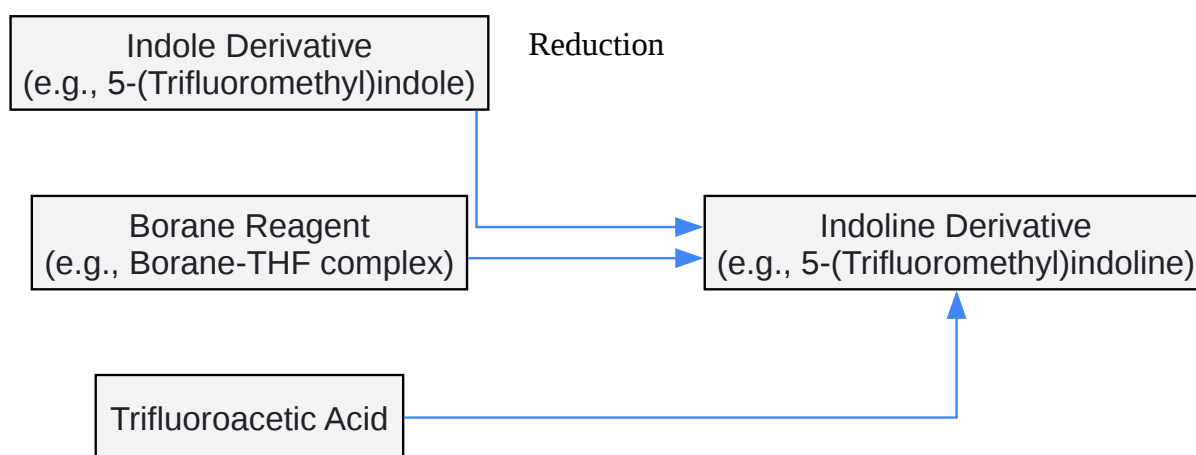 Indole Derivative
(e.g., 5-(Trifluoromethyl)indole)
Reduction
Borane Reagent
(e.g., Borane-THF complex)
Indoline Derivative
(e.g., 5-(Trifluoromethyl)indoline)
Trifluoroacetic Acid